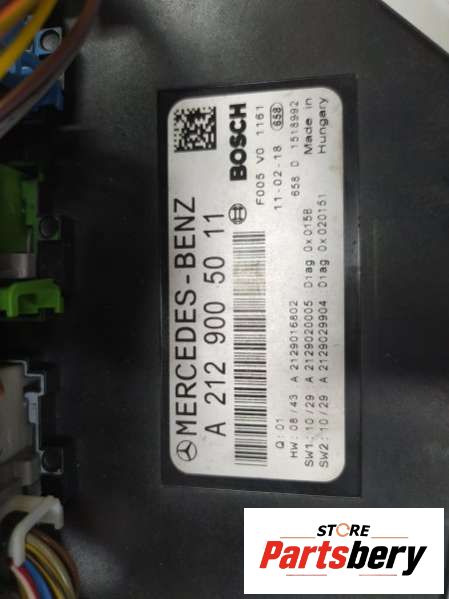 MERCEDES-BENZ
A 212 900 50 11
BOSCH
F005 V0 1161
11-02-18 658
658 D 1518992
Q:01
HW: 08/43 A 2129016802
SW1: 10/29 A 2129020005 Diag 0x015B Made in
SW2: 10/29 A 2129029904 Diag 0x020151 Hungary
STORE
Partsbery